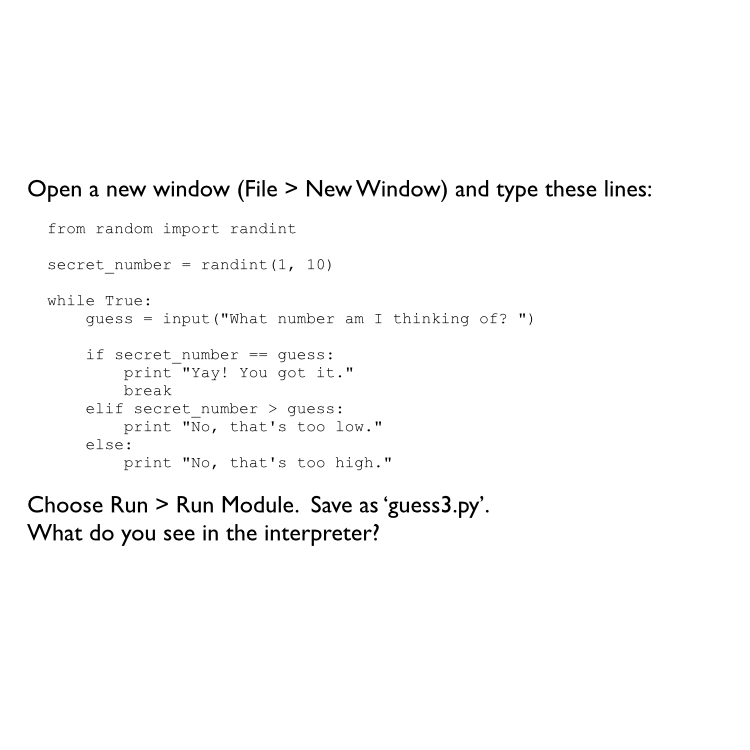 Open a new window (File > New Window) and type these lines:
from random import randint
secret_number = randint(1, 10)
while True:
    guess = input("What number am I thinking of? ")
    if secret_number == guess:
        print "Yay! You got it."
        break
    elif secret_number > guess:
        print "No, that's too low."
    else:
        print "No, that's too high."
Choose Run > Run Module.  Save as ‘guess3.py’.
What do you see in the interpreter?